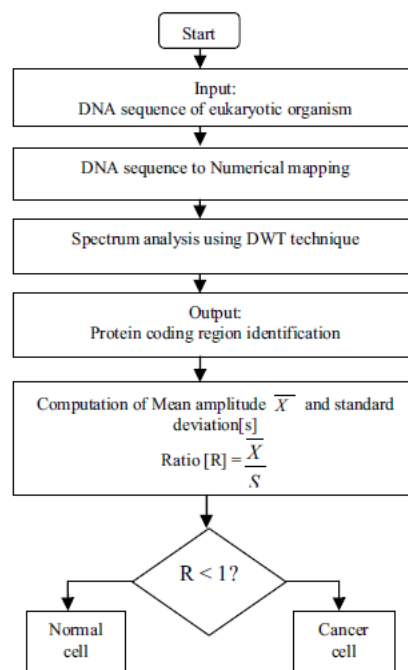 Start
Input:
DNA sequence of eukaryotic organism
DNA sequence to Numerical mapping
Spectrum analysis using DWT technique
Output:
Protein coding region identification
Computation of Mean amplitude X̅ and standard
deviation[s]
Ratio [R] = X̅ / S
R < 1?
Normal
cell
Cancer
cell